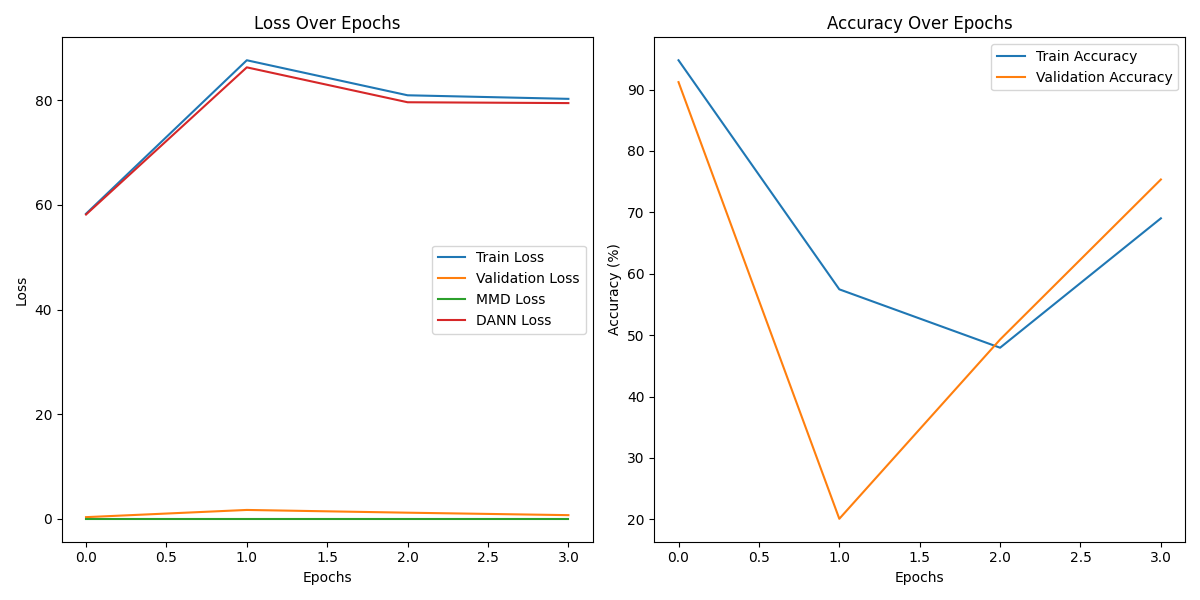 Loss Over Epochs
Loss
80
60
40
20
0
0.0 0.5 1.0 1.5 2.0 2.5 3.0
Epochs
Train Loss
Validation Loss
MMD Loss
DANN Loss
Accuracy Over Epochs
Accuracy (%)
90
80
70
60
50
40
30
20
0.0 0.5 1.0 1.5 2.0 2.5 3.0
Epochs
Train Accuracy
Validation Accuracy